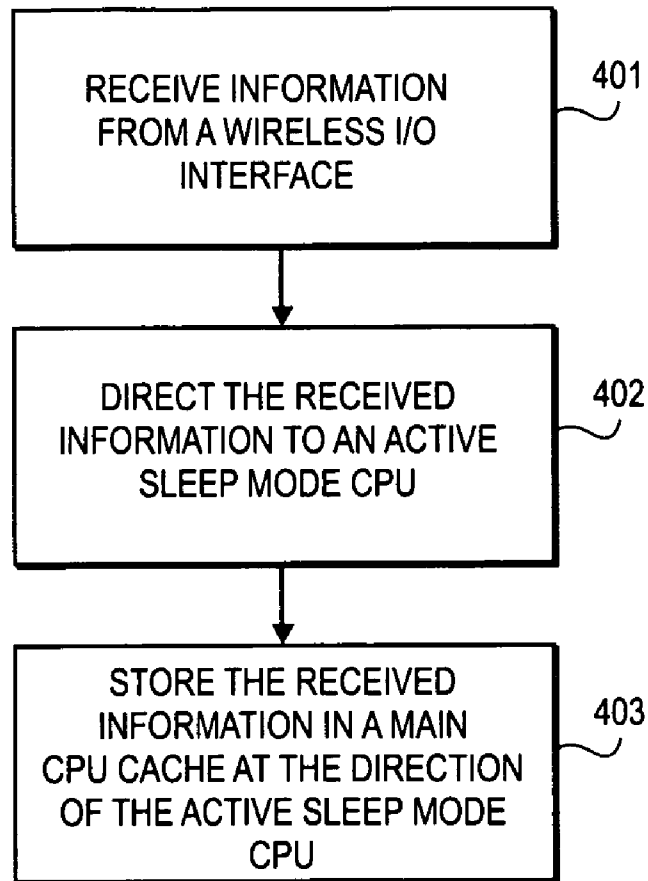 RECEIVE INFORMATION
FROM A WIRELESS I/O
INTERFACE
401
DIRECT THE RECEIVED
INFORMATION TO AN ACTIVE
SLEEP MODE CPU
402
STORE THE RECEIVED
INFORMATION IN A MAIN
CPU CACHE AT THE DIRECTION
OF THE ACTIVE SLEEP MODE
CPU
403